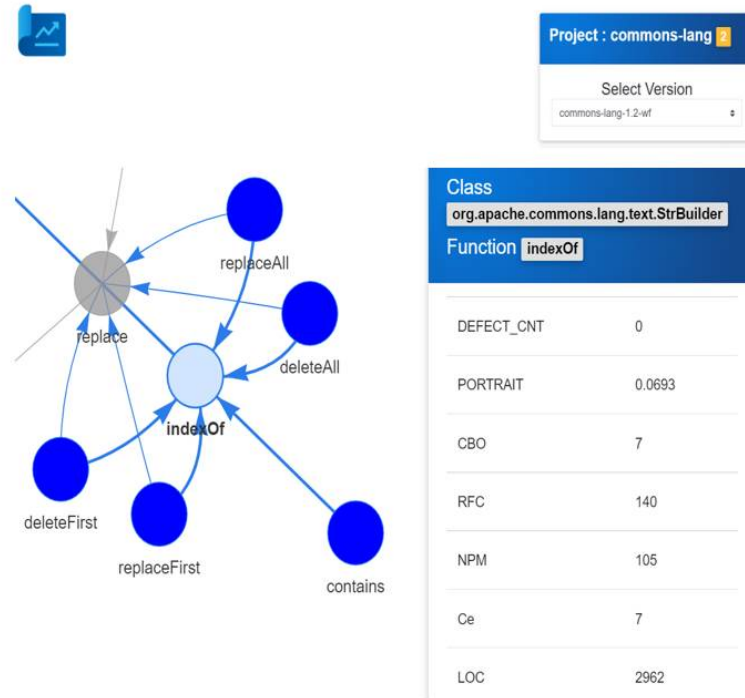 Project : commons-lang 2
Select Version
commons-lang-1.2-wf
replaceAll
replace
deleteAll
indexOf
deleteFirst
replaceFirst
contains
Class
org.apache.commons.lang.text.StrBuilder
Function indexOf
DEFECT_CNT 0
PORTRAIT 0.0693
CBO 7
RFC 140
NPM 105
Ce 7
LOC 2962